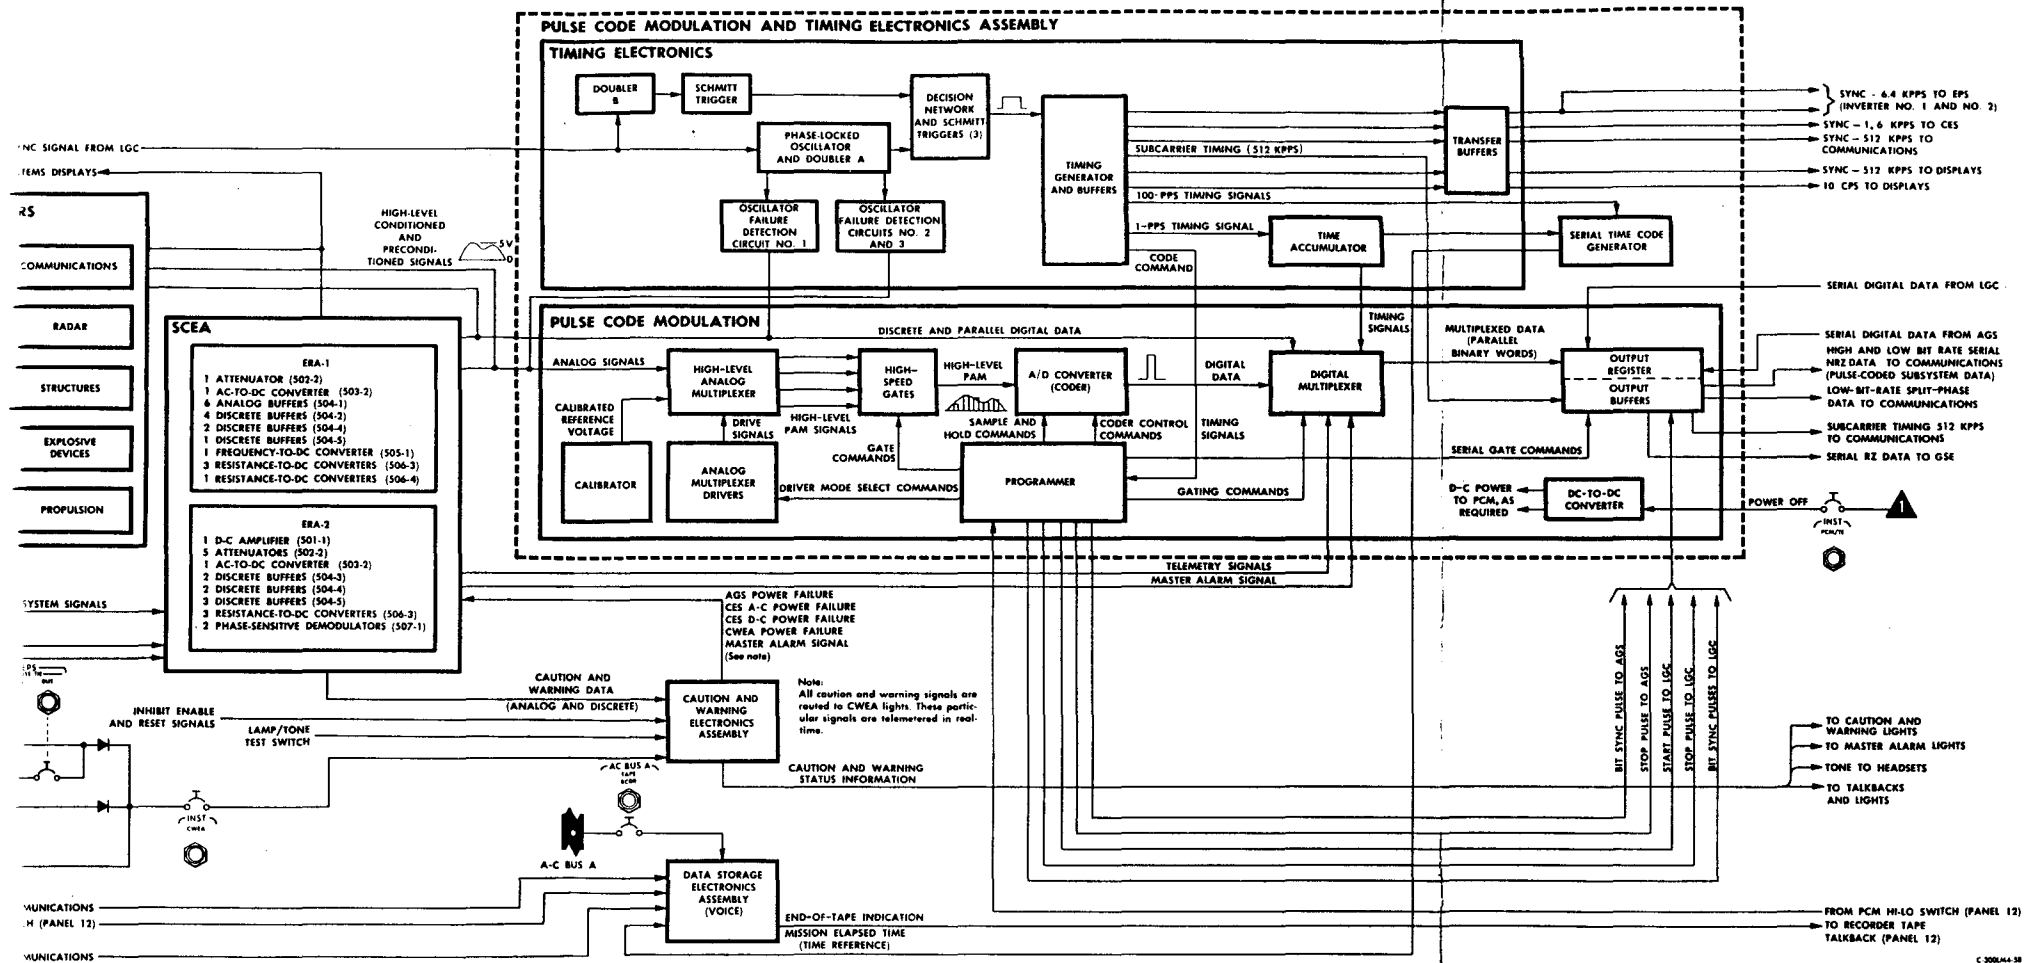 PULSE CODE MODULATION AND TIMING ELECTRONICS ASSEMBLY
TIMING ELECTRONICS
DOUBLER
B
SCHMITT
TRIGGER
DECISION
NETWORK
AND SCHMITT
TRIGGERS (3)
PHASE-LOCKED
OSCILLATOR
AND DOUBLER A
OSCILLATOR
FAILURE
DETECTION
CIRCUIT NO. 1
OSCILLATOR
FAILURE DETECTION
CIRCUITS NO. 2
AND 3
TIMING
GENERATOR
AND BUFFERS
SUBCARRIER TIMING (512 KPPS)
100-PPS TIMING SIGNALS
1-PPS TIMING SIGNAL
CODE
COMMAND
TRANSFER
BUFFERS
TIME
ACCUMULATOR
SERIAL TIME CODE
GENERATOR
SYNC - 6.4 KPPS TO EPS
(INVERTER NO. 1 AND NO. 2)
SYNC - 1.6 KPPS TO CES
SYNC - 512 KPPS TO
COMMUNICATIONS
SYNC - 512 KPPS TO DISPLAYS
10 CPS TO DISPLAYS
NC SIGNAL FROM LGC
TEMS DISPLAYS
RS
COMMUNICATIONS
RADAR
STRUCTURES
EXPLOSIVE
DEVICES
PROPULSION
HIGH-LEVEL
CONDITIONED
AND
PRECONDI-
TIONED SIGNALS
5V
0
SCEA
ERA-1
1 ATTENUATOR (502-2)
1 AC-TO-DC CONVERTER (503-2)
6 ANALOG BUFFERS (504-1)
4 DISCRETE BUFFERS (504-2)
2 DISCRETE BUFFERS (504-4)
1 DISCRETE BUFFERS (504-5)
1 FREQUENCY-TO-DC CONVERTER (505-1)
3 RESISTANCE-TO-DC CONVERTERS (506-3)
1 RESISTANCE-TO-DC CONVERTERS (506-4)
ERA-2
1 D-C AMPLIFIER (501-1)
5 ATTENUATORS (502-2)
1 AC-TO-DC CONVERTER (503-2)
2 DISCRETE BUFFERS (504-3)
2 DISCRETE BUFFERS (504-4)
3 DISCRETE BUFFERS (504-5)
3 RESISTANCE-TO-DC CONVERTERS (506-3)
2 PHASE-SENSITIVE DEMODULATORS (507-1)
PULSE CODE MODULATION
DISCRETE AND PARALLEL DIGITAL DATA
TIMING
SIGNALS
MULTIPLEXED DATA
(PARALLEL
BINARY WORDS)
ANALOG SIGNALS
HIGH-LEVEL
ANALOG
MULTIPLEXER
HIGH-
SPEED
GATES
HIGH-LEVEL
PAM
A/D CONVERTER
(CODER)
DIGITAL
DATA
DIGITAL
MULTIPLEXER
OUTPUT
REGISTER
OUTPUT
BUFFERS
CALIBRATED
REFERENCE
VOLTAGE
DRIVE
SIGNALS
HIGH-LEVEL
PAM SIGNALS
SAMPLE AND
HOLD COMMANDS
CODER CONTROL
COMMANDS
TIMING
SIGNALS
GATE
COMMANDS
CALIBRATOR
ANALOG
MULTIPLEXER
DRIVERS
DRIVER MODE SELECT COMMANDS
PROGRAMMER
SERIAL GATE COMMANDS
GATING COMMANDS
D-C POWER
TO PCM, AS
REQUIRED
DC-TO-DC
CONVERTER
POWER OFF
INST
PCM/TE
1
SERIAL DIGITAL DATA FROM LGC
SERIAL DIGITAL DATA FROM AGS
HIGH AND LOW BIT RATE SERIAL
NRZ DATA TO COMMUNICATIONS
(PULSE-CODED SUBSYSTEM DATA)
LOW-BIT-RATE SPLIT-PHASE
DATA TO COMMUNICATIONS
SUBCARRIER TIMING 512 KPPS
TO COMMUNICATIONS
SERIAL RZ DATA TO GSE
TELEMETRY SIGNALS
MASTER ALARM SIGNAL
SYSTEM SIGNALS
AGS POWER FAILURE
CES A-C POWER FAILURE
CES D-C POWER FAILURE
CWEA POWER FAILURE
MASTER ALARM SIGNAL
(See note)
BUS
CAUTION AND
WARNING DATA
(ANALOG AND DISCRETE)
INHIBIT ENABLE
AND RESET SIGNALS
LAMP/TONE
TEST SWITCH
CAUTION AND
WARNING
ELECTRONICS
ASSEMBLY
Note:
All caution and warning signals are
routed to CWEA lights. These partic-
ular signals are telemetered in real-
time.
CAUTION AND WARNING
STATUS INFORMATION
BIT SYNC PULSE TO AGS
STOP PULSE TO AGS
START PULSE TO LGC
STOP PULSE TO LGC
BIT SYNC PULSES TO LGC
TO CAUTION AND
WARNING LIGHTS
TO MASTER ALARM LIGHTS
TONE TO HEADSETS
TO TALKBACKS
AND LIGHTS
INST
CWEA
AC BUS A
TAPE
RCDR
A-C BUS A
DATA STORAGE
ELECTRONICS
ASSEMBLY
(VOICE)
END-OF-TAPE INDICATION
MISSION ELAPSED TIME
(TIME REFERENCE)
MUNICATIONS
H (PANEL 12)
MUNICATIONS
FROM PCM HI-LO SWITCH (PANEL 12)
TO RECORDER TAPE
TALKBACK (PANEL 12)
C-300LM4-58